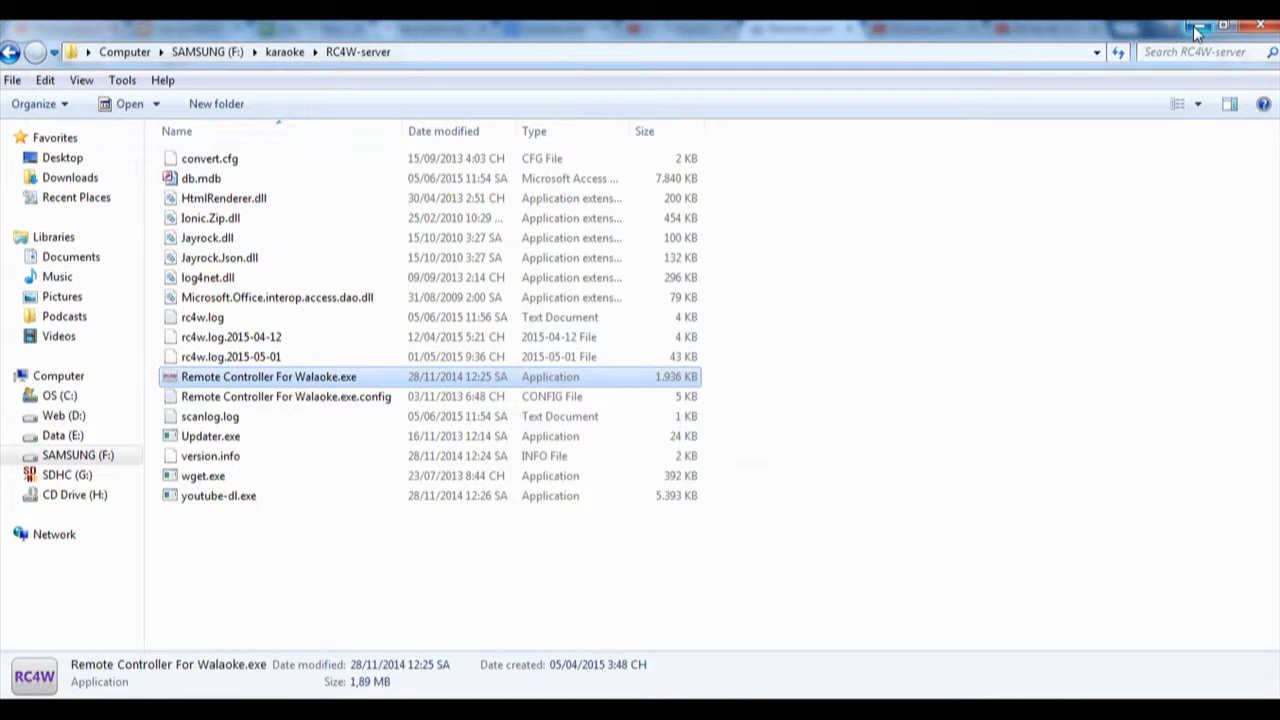 Computer SAMSUNG (F:) karaoke RC4W-server Search RC4W-server
File Edit View Tools Help
Organize Open New folder
Name Date modified Type Size
Favorites
Desktop
Downloads
Recent Places
Libraries
Documents
Music
Pictures
Podcasts
Videos
Computer
OS (C:)
Web (D:)
Data (E:)
SAMSUNG (F:)
SDHC (G:)
CD Drive (H:)
Network
convert.cfg 15/09/2013 4:03 CH CFG File 2 KB
db.mdb 05/06/2015 11:54 SA Microsoft Access ... 7.840 KB
HtmlRenderer.dll 30/04/2013 2:51 CH Application extens... 200 KB
Ionic.Zip.dll 25/02/2010 10:29 ... Application extens... 454 KB
Jayrock.dll 15/10/2010 3:27 SA Application extens... 100 KB
Jayrock.Json.dll 15/10/2010 3:27 SA Application extens... 132 KB
log4net.dll 09/09/2013 2:14 CH Application extens... 296 KB
Microsoft.Office.interop.access.dao.dll 31/08/2009 2:00 SA Application extens... 79 KB
rc4w.log 05/06/2015 11:56 SA Text Document 4 KB
rc4w.log.2015-04-12 12/04/2015 5:21 CH 2015-04-12 File 4 KB
rc4w.log.2015-05-01 01/05/2015 9:36 CH 2015-05-01 File 43 KB
Remote Controller For Walaoke.exe 28/11/2014 12:25 SA Application 1.936 KB
Remote Controller For Walaoke.exe.config 03/11/2013 6:48 CH CONFIG File 5 KB
scanlog.log 05/06/2015 11:54 SA Text Document 1 KB
Updater.exe 16/11/2013 12:14 SA Application 24 KB
version.info 28/11/2014 12:24 SA INFO File 2 KB
wget.exe 23/07/2013 8:44 CH Application 392 KB
youtube-dl.exe 28/11/2014 12:26 SA Application 5.393 KB
RC4W
Remote Controller For Walaoke.exe Date modified: 28/11/2014 12:25 SA Date created: 05/04/2015 3:48 CH
Application Size: 1,89 MB